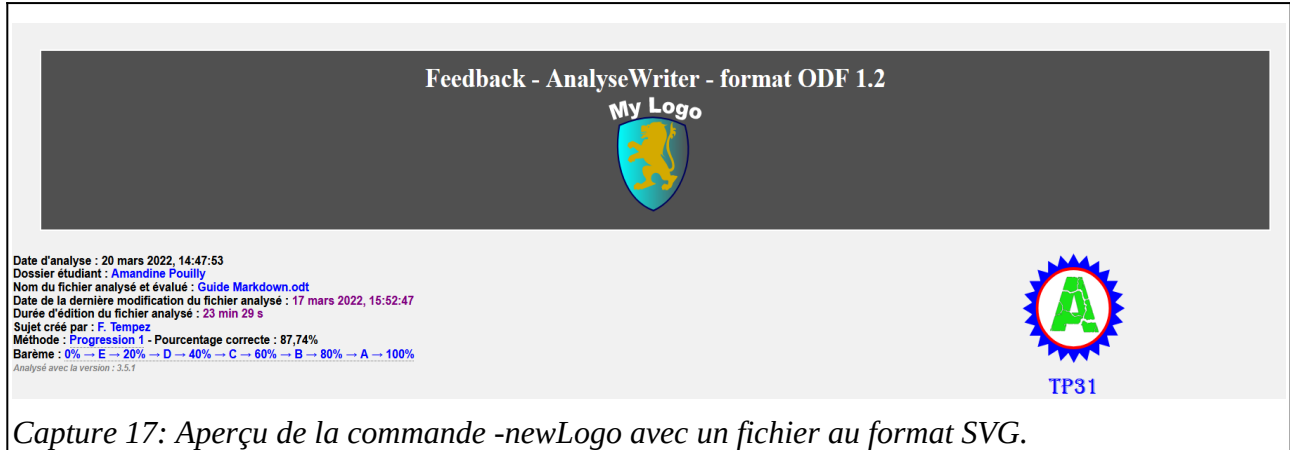 Feedback - AnalyseWriter - format ODF 1.2
My Logo
Date d'analyse : 20 mars 2022, 14:47:53
Dossier étudiant : Amandine Pouilly
Nom du fichier analysé et évalué : Guide Markdown.odt
Date de la dernière modification du fichier analysé : 17 mars 2022, 15:52:47
Durée d'édition du fichier analysé : 23 min 29 s
Sujet créé par : F. Tempez
Méthode : Progression 1 - Pourcentage correcte : 87,74%
Barème : 0% → E → 20% → D → 40% → C → 60% → B → 80% → A → 100%
Analysé avec la version : 3.5.1
A
TP31
Capture 17: Aperçu de la commande -newLogo avec un fichier au format SVG.